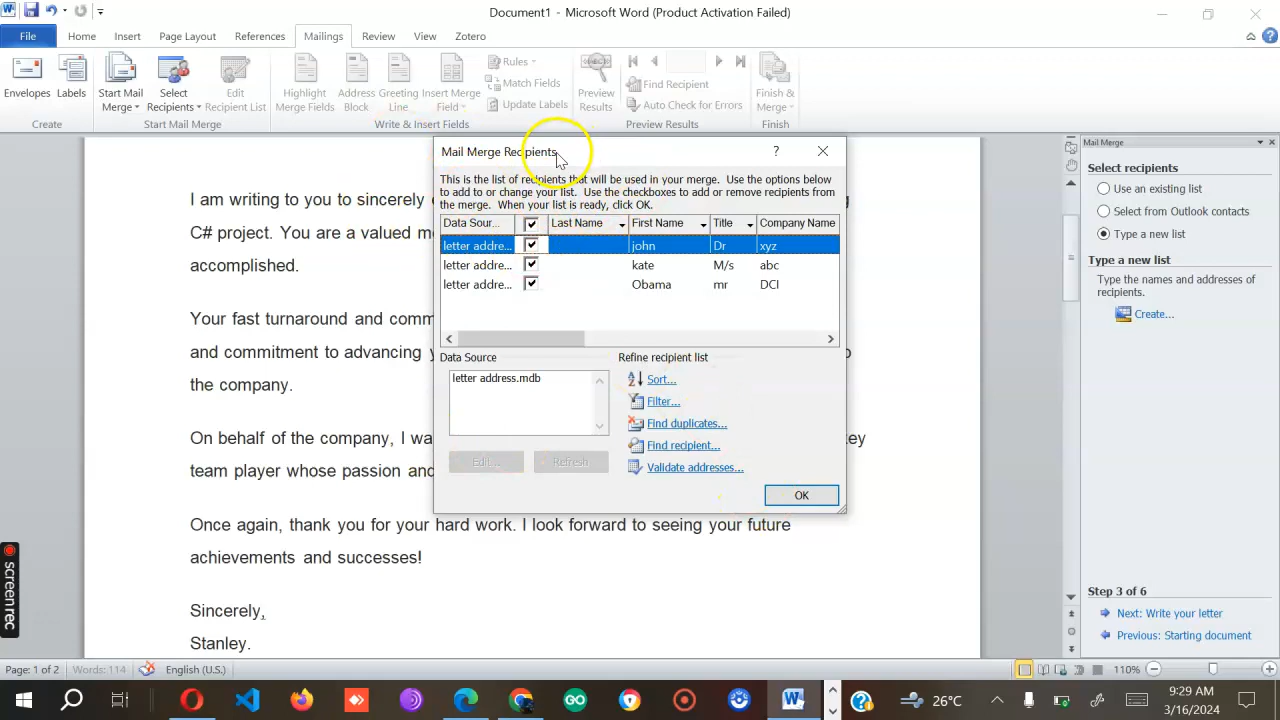 Document1 - Microsoft Word (Product Activation Failed)
File Home Insert Page Layout References Mailings Review View Zotero
Envelopes
Labels
Start Mail
Merge
Select
Recipients
Edit
Recipient List
Highlight
Merge Fields
Address
Block
Greeting
Line
Insert Merge
Field
Rules
Match Fields
Update Labels
Preview
Results
Find Recipient
Auto Check for Errors
Finish &
Merge
Create
Start Mail Merge
Write & Insert Fields
Preview Results
Finish
I am writing to you to sincerely
C# project. You are a valued
accomplished.
Your fast turnaround and
and commitment to advancing
the company.
On behalf of the company, I
team player whose passion and
Once again, thank you for your hard work. I look forward to seeing your future
achievements and successes!
Sincerely,
Stanley.
Mail Merge Recipients
?
This is the list of recipients that will be used in your merge. Use the options below
to add to or change your list. Use the checkboxes to add or remove recipients from
the merge. When your list is ready, click OK.
Data Sour... Last Name First Name Title Company Name
letter addre... john Dr xyz
letter addre... kate M/s abc
letter addre... Obama mr DCI
Data Source
letter address.mdb
Edit...
Refresh
Refine recipient list
Sort...
Filter...
Find duplicates...
Find recipient...
Validate addresses...
OK
Mail Merge
Select recipients
Use an existing list
Select from Outlook contacts
Type a new list
Type a new list
Type the names and addresses of
recipients.
Create...
Step 3 of 6
Next: Write your letter
Previous: Starting document
screen rec
Page: 1 of 2 Words: 114 English (U.S.) 110%
26°C
9:29 AM
3/16/2024